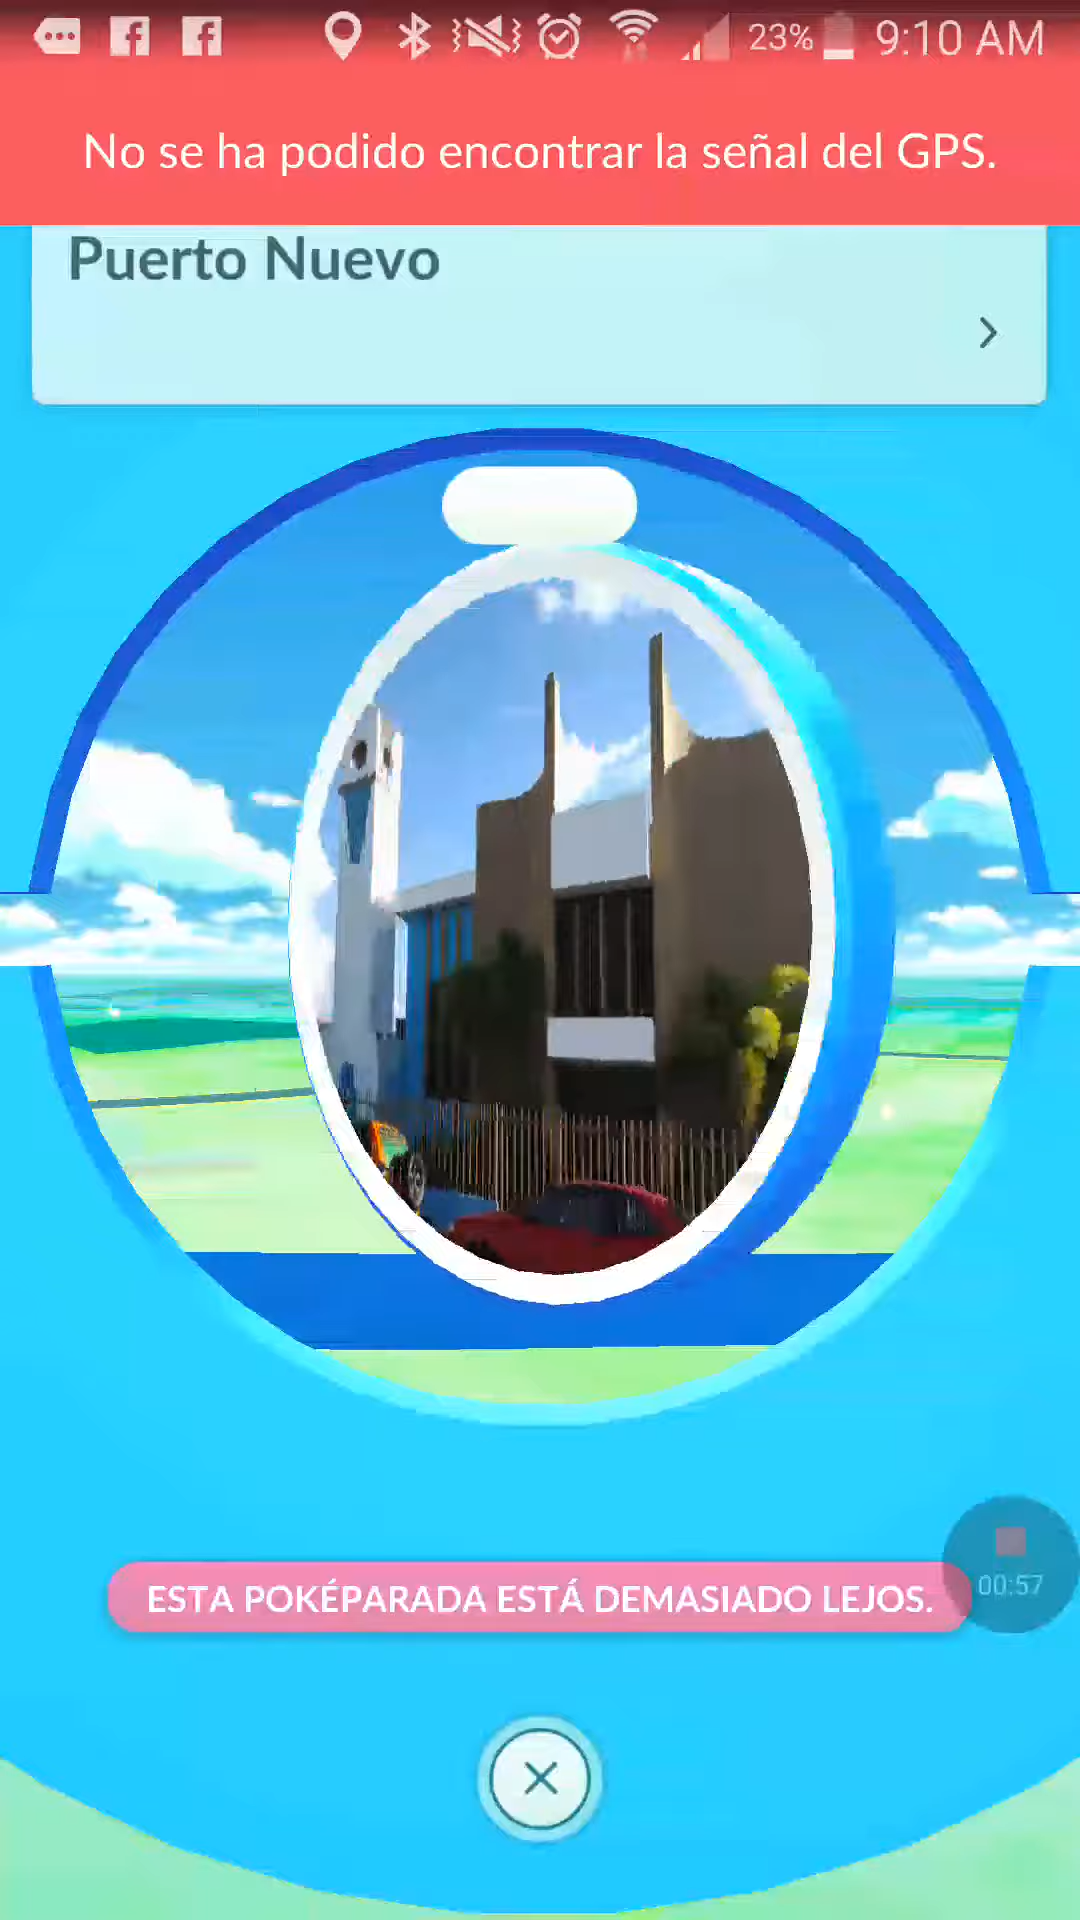 23% 9:10 AM
No se ha podido encontrar la señal del GPS.
Puerto Nuevo
ESTA POKÉPARADA ESTÁ DEMASIADO LEJOS.
00:57